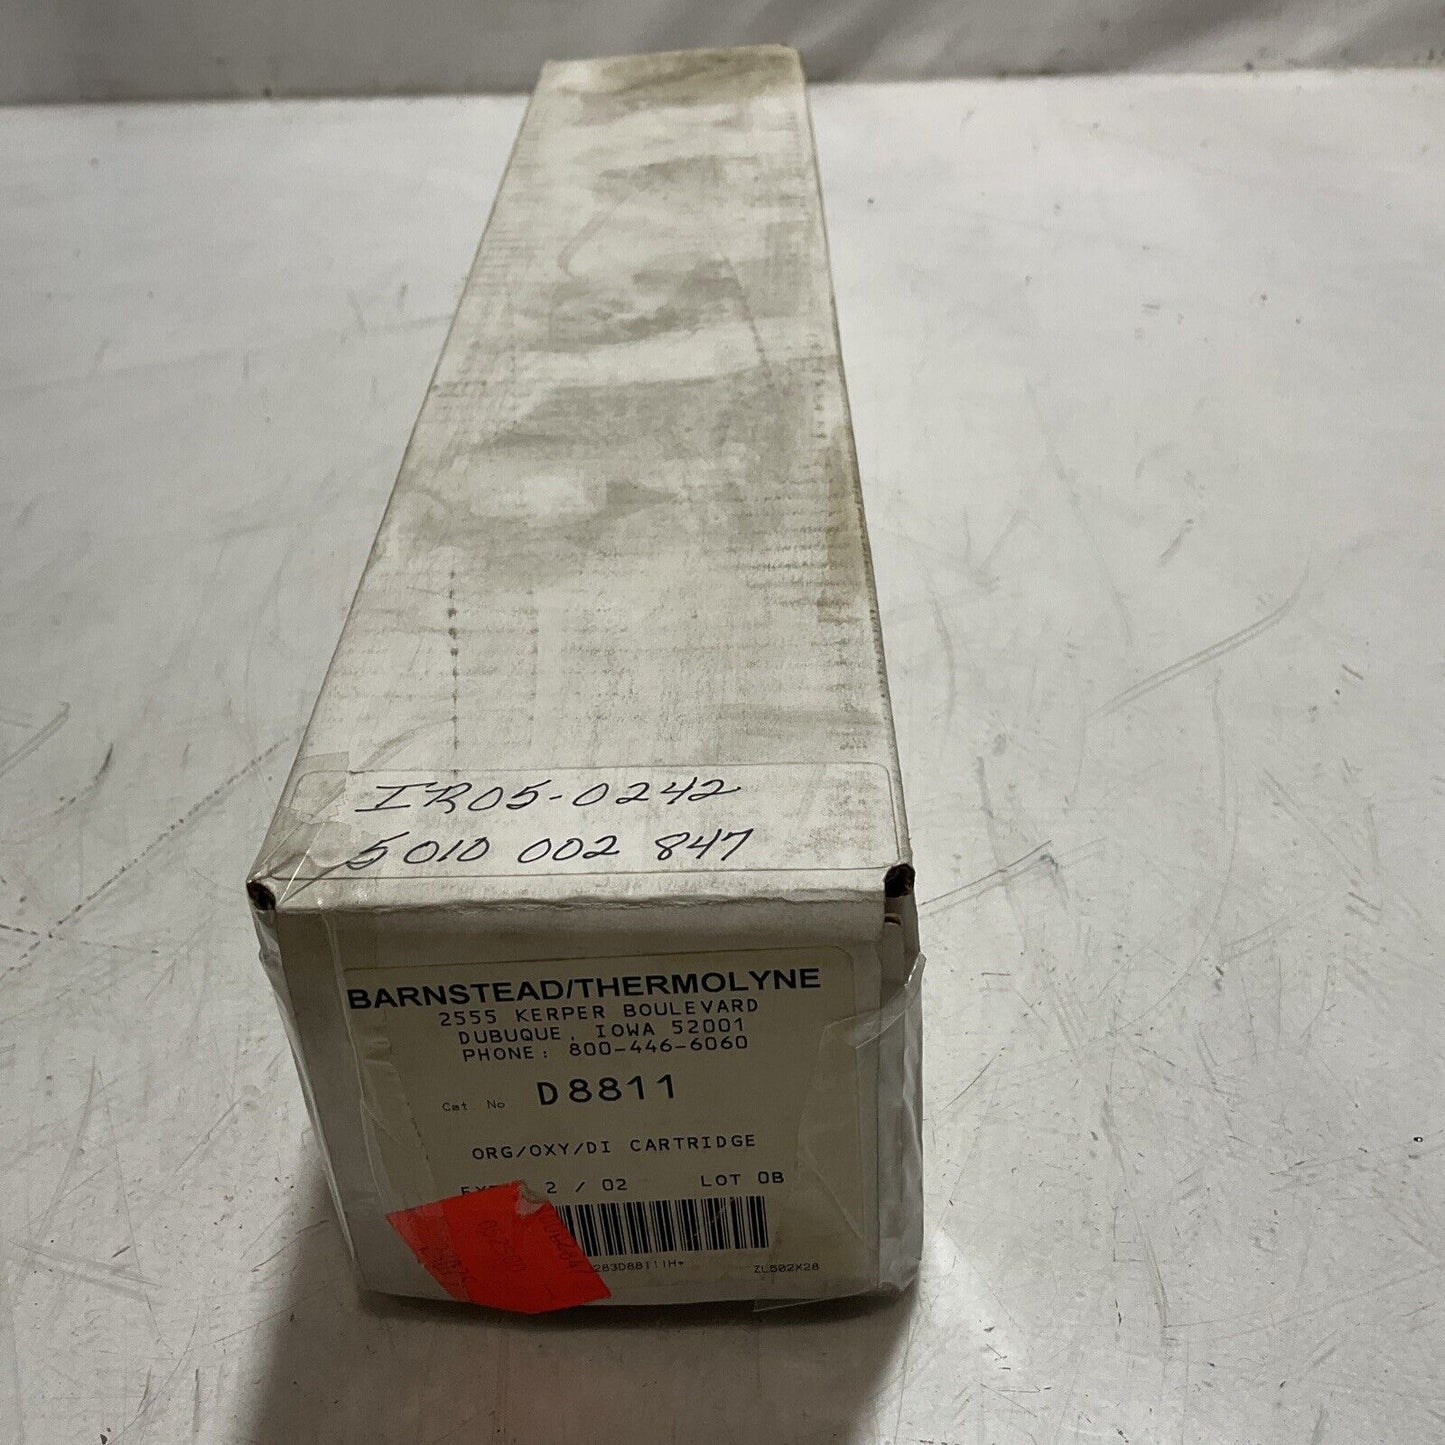 IR05-0242
5010 002 847
BARNSTEAD/THERMOLYNE
2555 KERPER BOULEVARD
DUBUQUE, IOWA 52001
PHONE: 800-446-6060
Cat. No D8811
ORG/OXY/DI CARTRIDGE
2 / 02 LOT 0B
ZL502X28